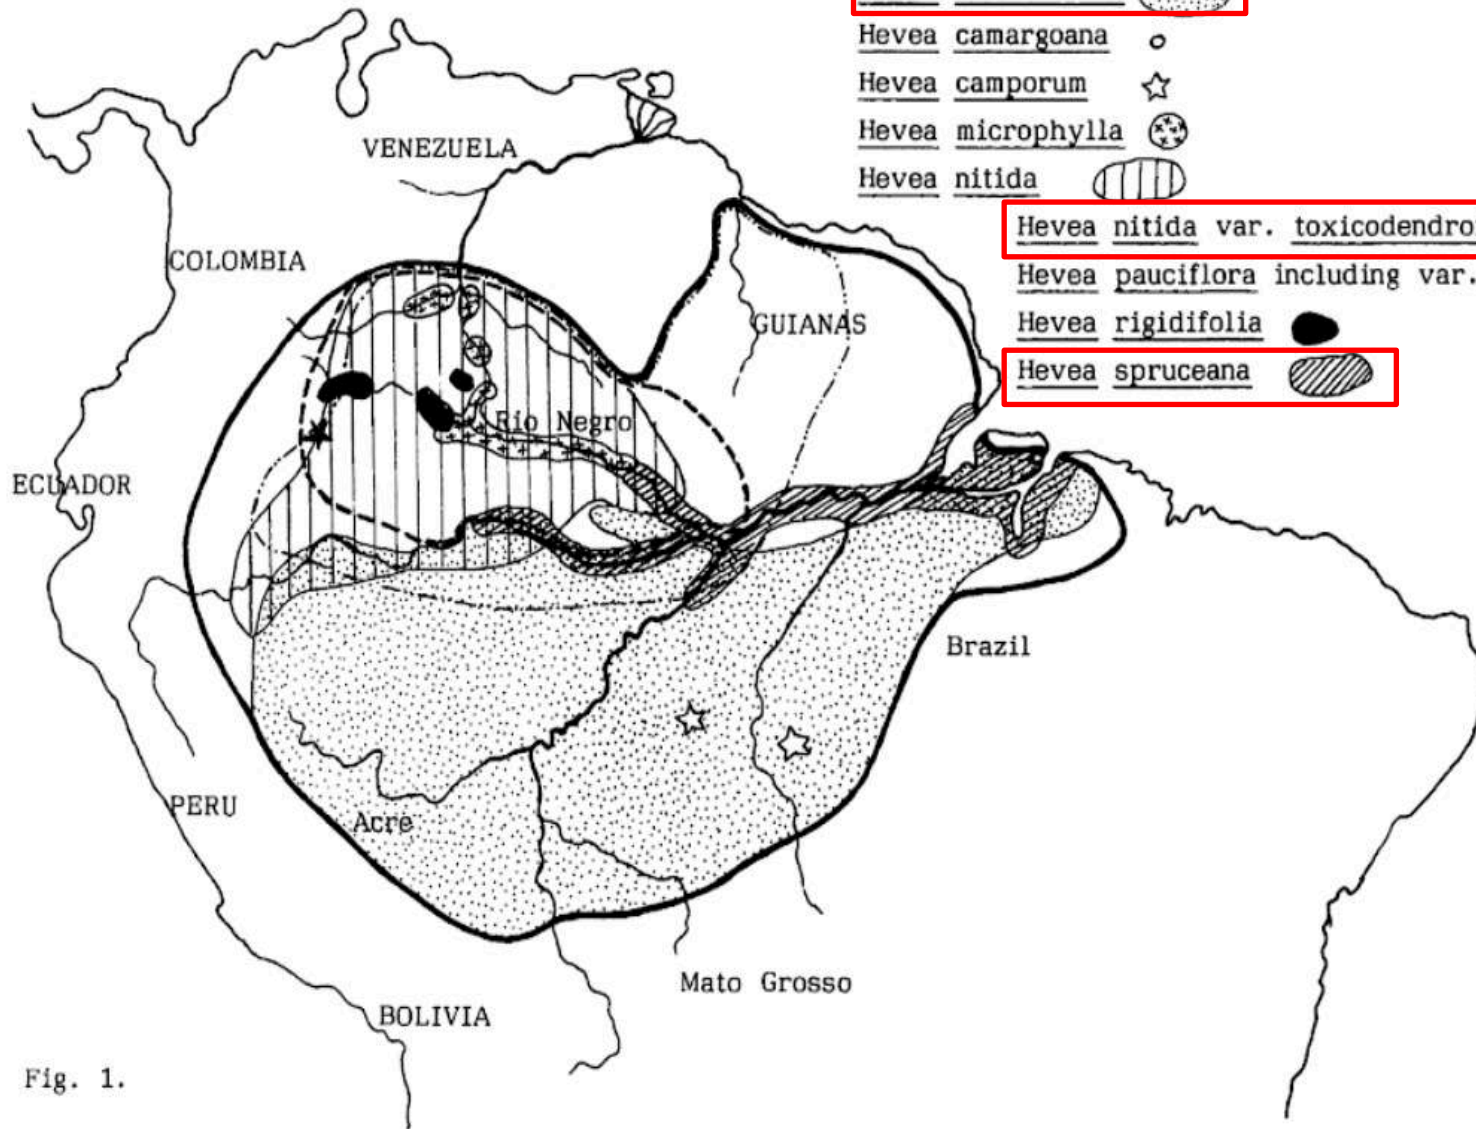 Hevea camargoana
Hevea camporum
Hevea microphylla
Hevea nitida
Hevea nitida var. toxicodendro
Hevea pauciflora including var.
Hevea rigidifolia
Hevea spruceana
VENEZUELA
COLOMBIA
GUIANAS
Rio Negro
ECUADOR
Brazil
PERU
Acre
Mato Grosso
BOLIVIA
Fig. 1.